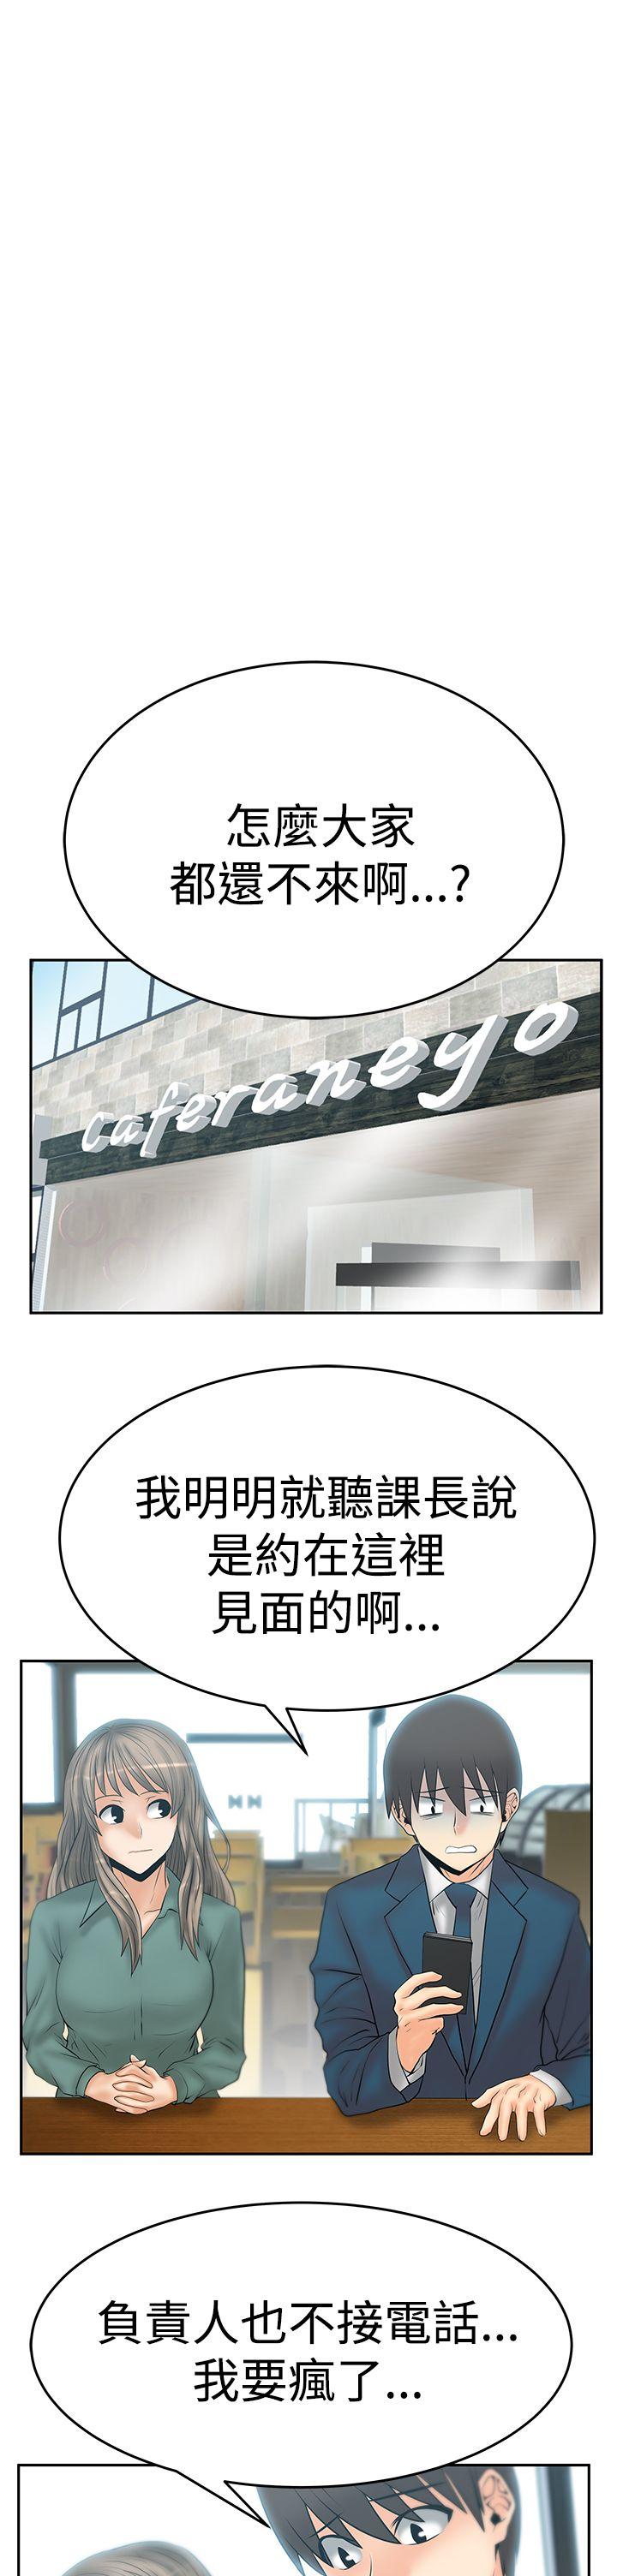 怎麼大家
都還不來啊...?
caferaneyo
我明明就聽課長說
是約在這裡
見面的啊...
負責人也不接電話...
我要瘋了...